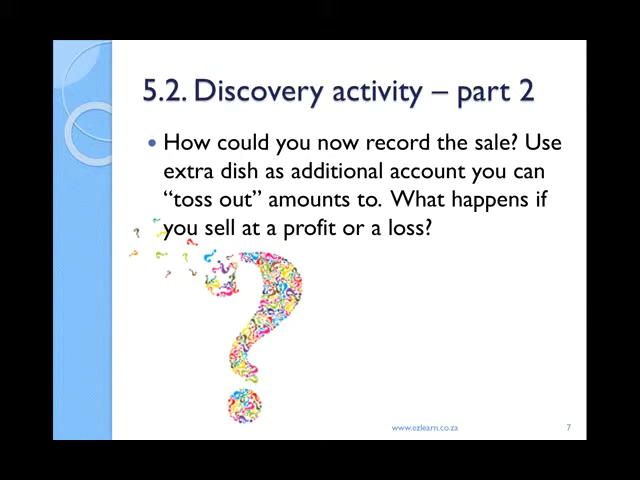 5.2. Discovery activity – part 2
• How could you now record the sale? Use
extra dish as additional account you can
“toss out” amounts to. What happens if
you sell at a profit or a loss?
www.ezlearn.co.za
7